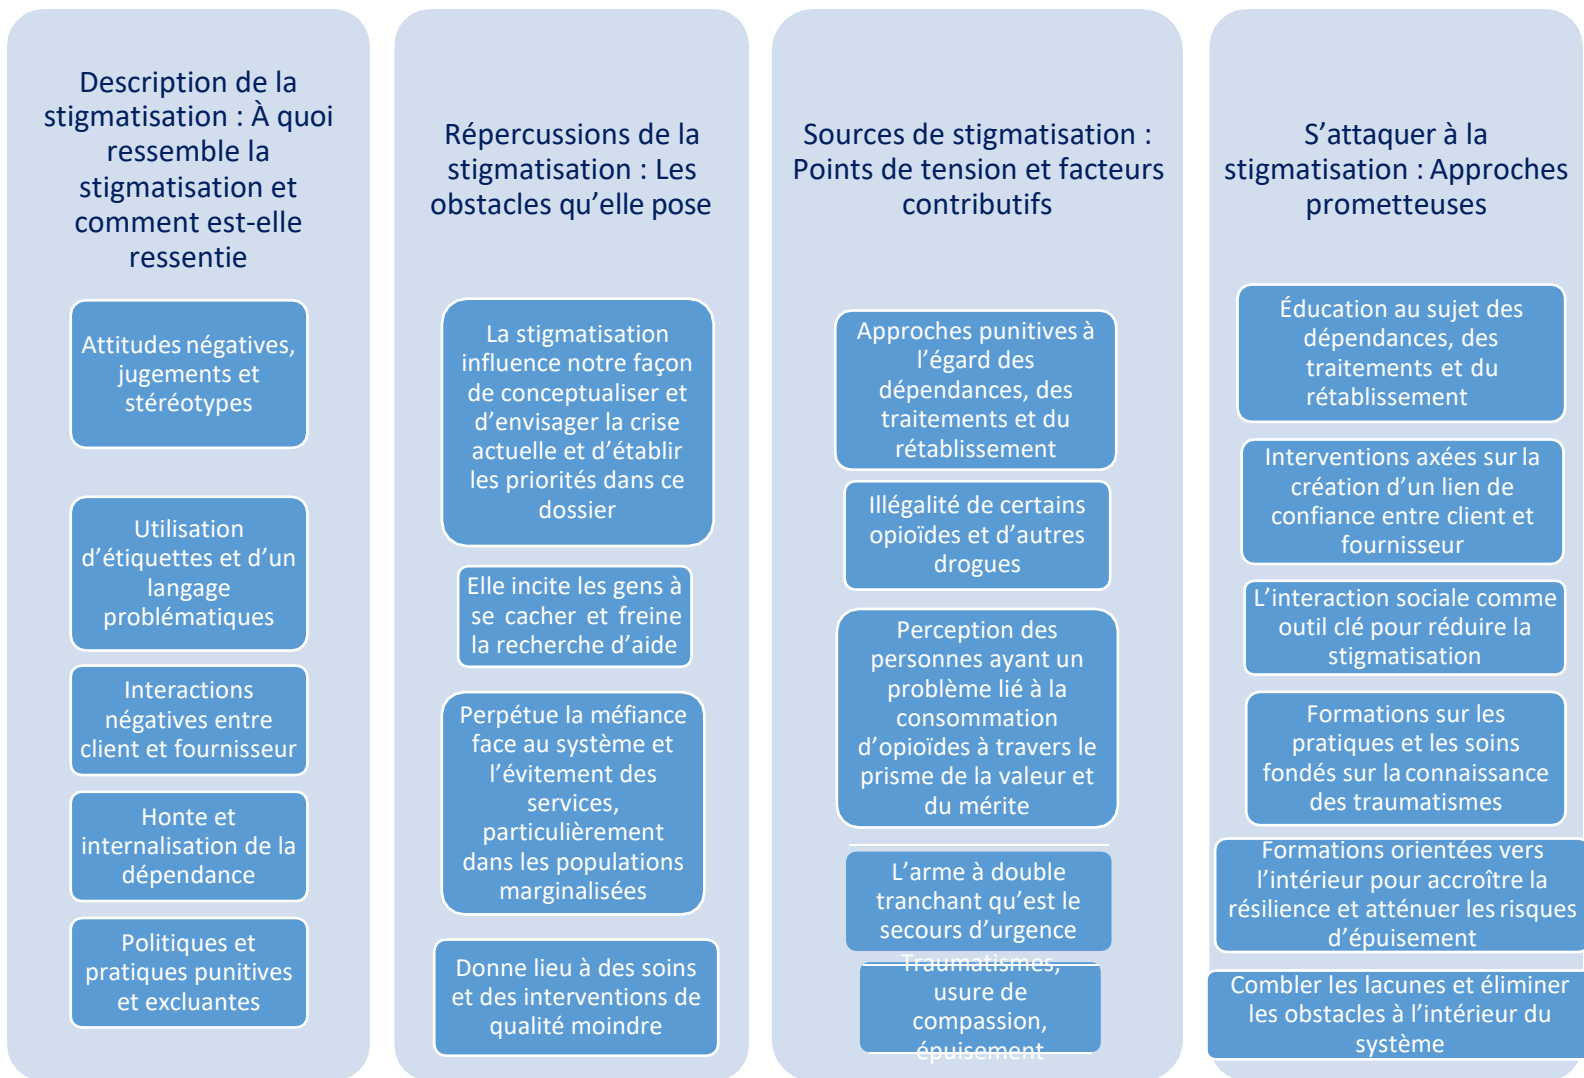 Description de la
stigmatisation : À quoi
ressemble la
stigmatisation et
comment est-elle
ressentie
Attitudes négatives,
jugements et
stéréotypes
Utilisation
d’étiquettes et d’un
langage
problématiques
Interactions
négatives entre
client et fournisseur
Honte et
internalisation de la
dépendance
Politiques et
pratiques punitives
et excluantes
Répercussions de la
stigmatisation : Les
obstacles qu’elle pose
La stigmatisation
influence notre façon
de conceptualiser et
d’envisager la crise
actuelle et d’établir
les priorités dans ce
dossier
Elle incite les gens à
se cacher et freine
la recherche d’aide
Perpétue la méfiance
face au système et
l’évitement des
services,
particulièrement
dans les populations
marginalisées
Donne lieu à des soins
et des interventions de
qualité moindre
Sources de stigmatisation :
Points de tension et facteurs
contributifs
Approches punitives à
l’égard des
dépendances, des
traitements et du
rétablissement
Illégalité de certains
opioïdes et d’autres
drogues
Perception des
personnes ayant un
problème lié à la
consommation
d’opioïdes à travers le
prisme de la valeur et
du mérite
L’arme à double
tranchant qu’est le
secours d’urgence
Traumatismes,
usure de
compassion,
épuisement
S’attaquer à la
stigmatisation : Approches
prometteuses
Éducation au sujet des
dépendances, des
traitements et du
rétablissement
Interventions axées sur la
création d’un lien de
confiance entre client et
fournisseur
L’interaction sociale comme
outil clé pour réduire la
stigmatisation
Formations sur les
pratiques et les soins
fondés sur la connaissance
des traumatismes
Formations orientées vers
l’intérieur pour accroître la
résilience et atténuer les risques
d’épuisement
Combler les lacunes et éliminer
les obstacles à l’intérieur du
système